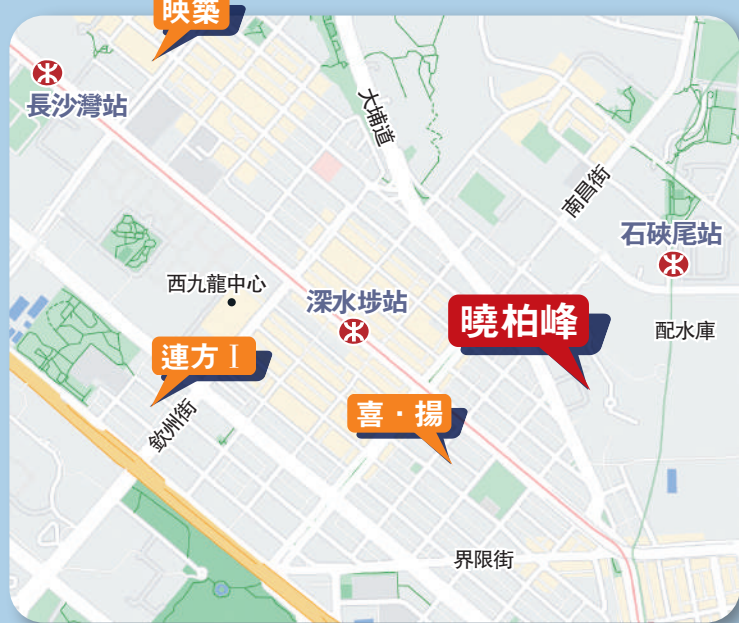 映築
長沙灣站
大埔道
南昌街
石硤尾站
西九龍中心
深水埗站
曉柏峰
配水庫
連方 I
喜‧揚
欽州街
界限街